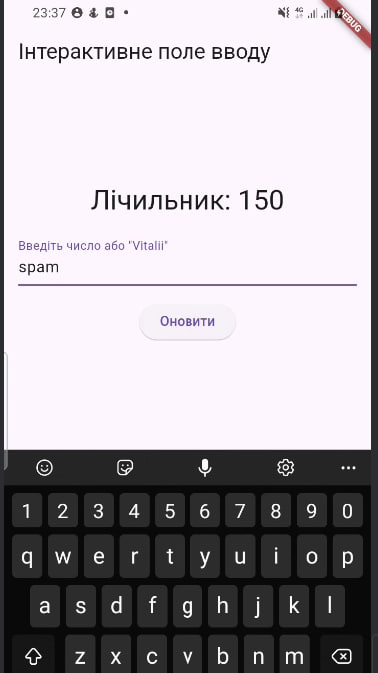 23:37
4G
DEBUG
Інтерактивне поле вводу
Лічильник: 150
Введіть число або "Vitalii"
spam
Оновити
1 2 3 4 5 6 7 8 9 0
q w e r t y u i o p
a s d f g h j k l
z x c v b n m